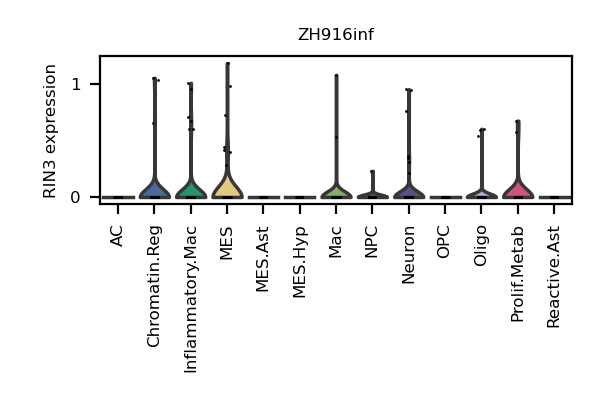 ZH916inf
RIN3 expression
1
0
AC
Chromatin.Reg
Inflammatory.Mac
MES
MES.Ast
MES.Hyp
Mac
NPC
Neuron
OPC
Oligo
Prolif.Metab
Reactive.Ast